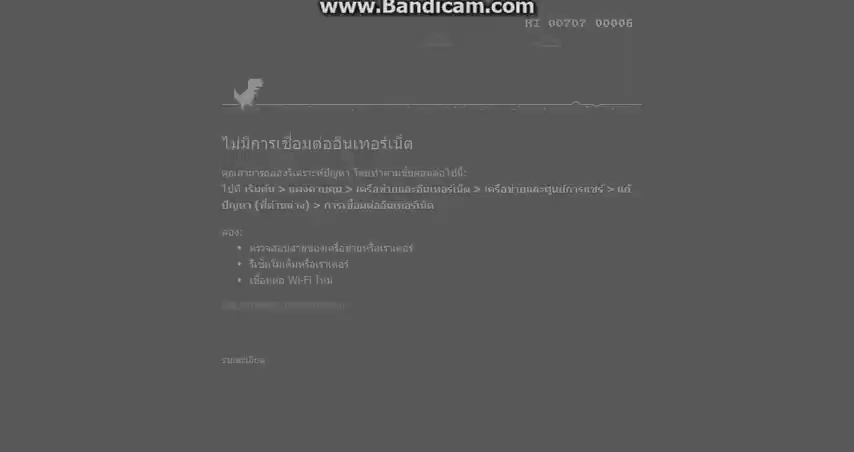 www.Bandicam.com
HI 00707 00006
ไม่มีการเชื่อมต่ออินเทอร์เน็ต
คุณสามารถลองวิเคราะห์ปัญหา โดยทำตามขั้นตอนต่อไปนี้:
ไปที่ เริ่มต้น > แผงควบคุม > เครือข่ายและอินเทอร์เน็ต > เครือข่ายและศูนย์การแชร์ > แก้
ปัญหา (ที่ด้านล่าง) > การเชื่อมต่ออินเทอร์เน็ต
ลอง:
ตรวจสอบสายของเครือข่ายหรือเราเตอร์
รีเซ็ตโมเด็มหรือเราเตอร์
เชื่อมต่อ Wi-Fi ใหม่
รายละเอียด